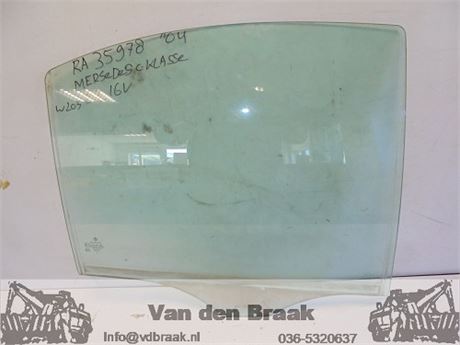 RA 35978 '04
MERSEDES C KLASSE
W203 16V
Van den Braak
Info@vdbraak.nl 036-5320637